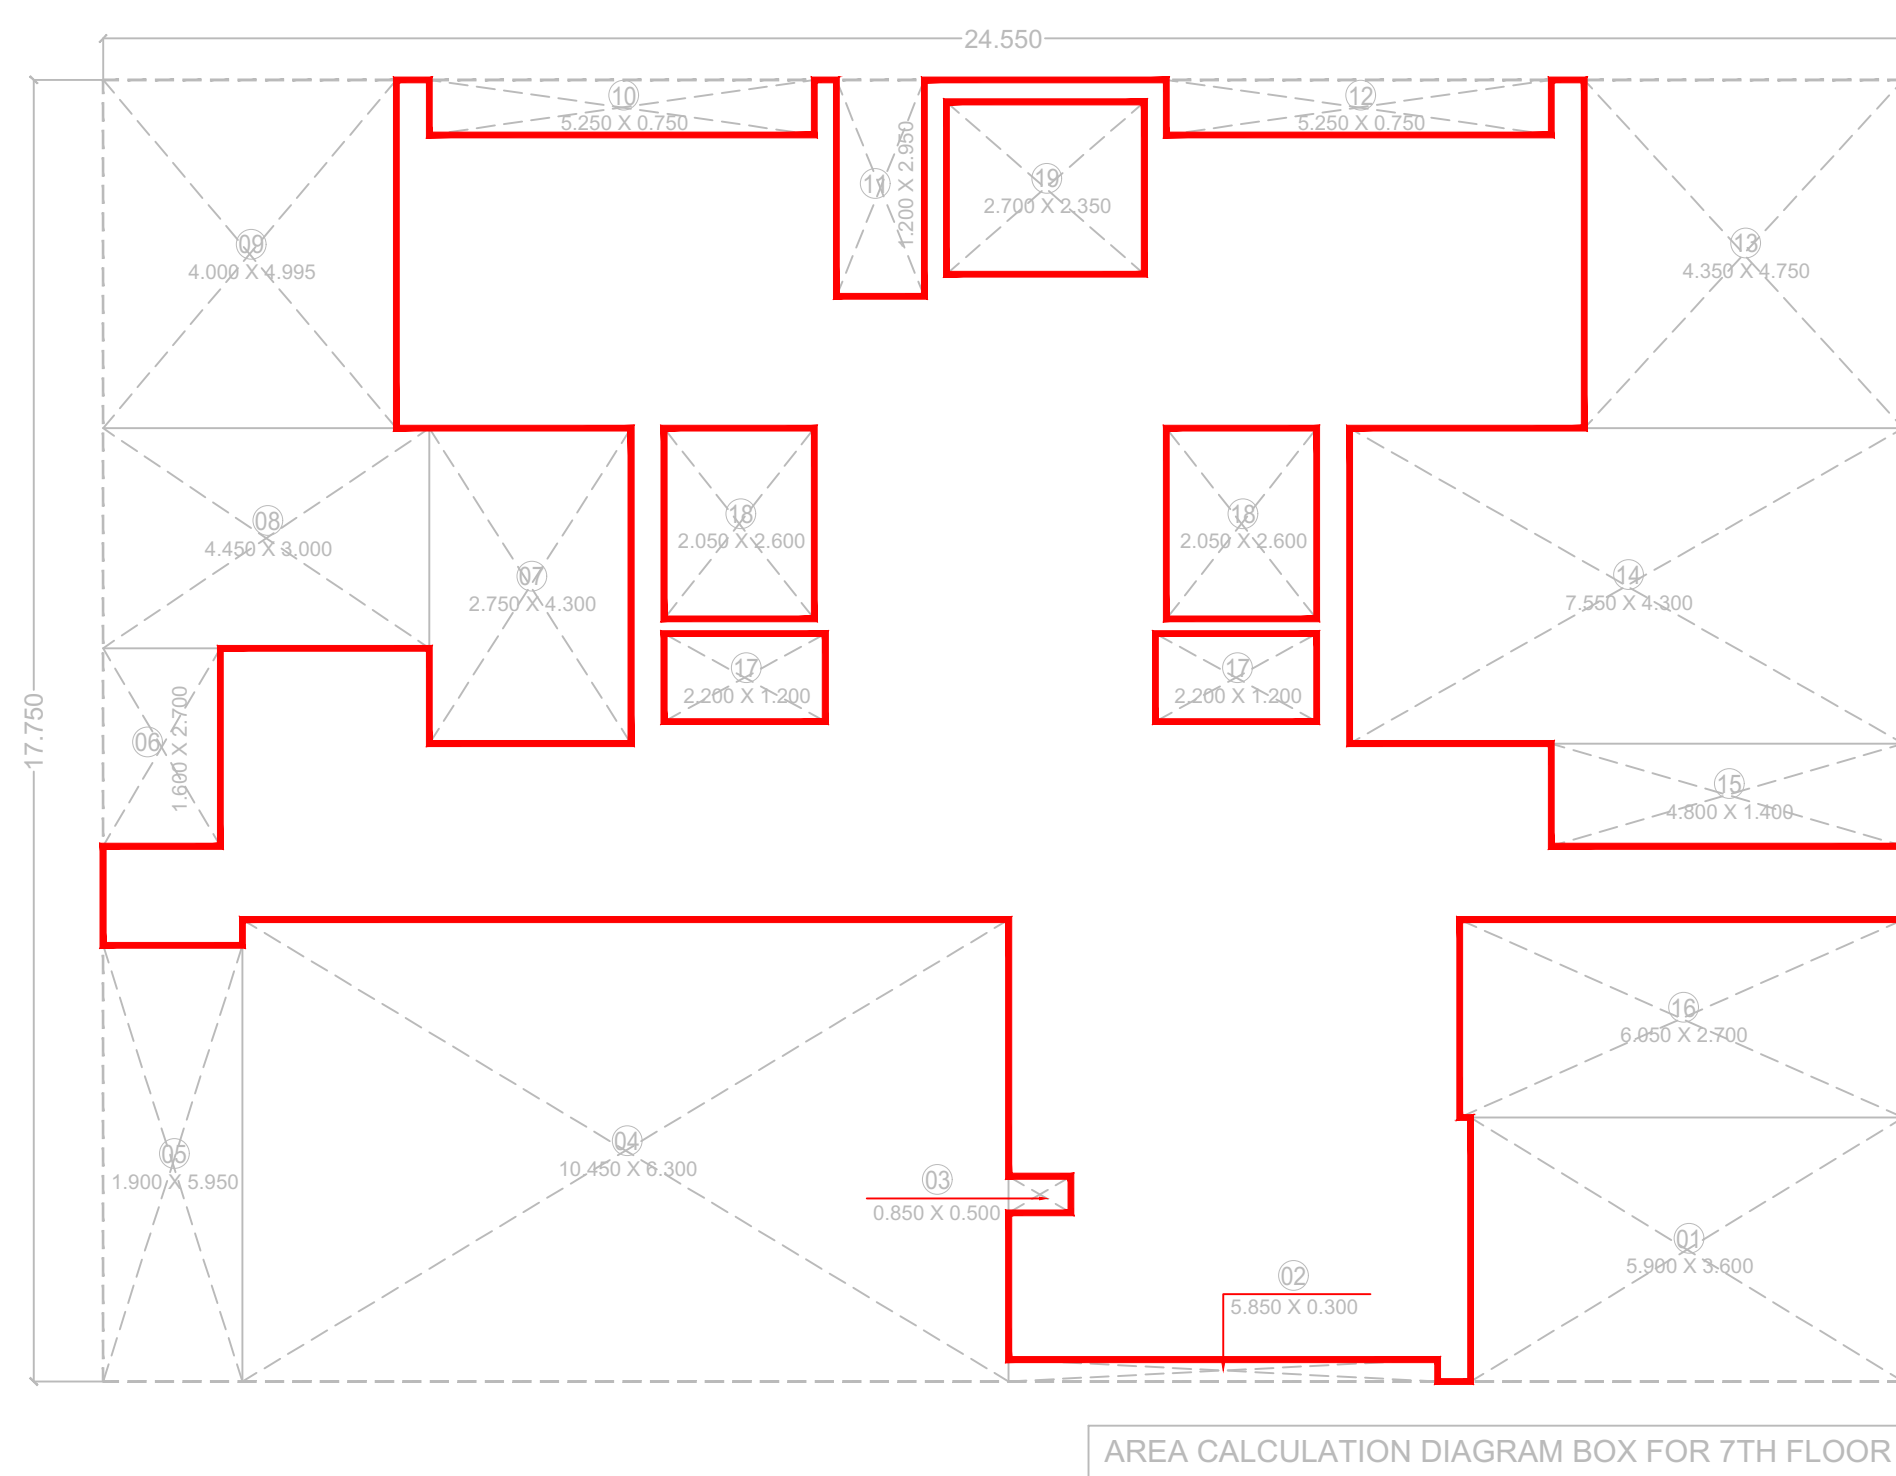 24.550
10
5.250 X 0.750
12
5.250 X 0.750
11
1.200 X 2.950
19
2.700 X 2.350
09
4.000 X 4.995
13
4.350 X 4.750
08
4.450 X 3.000
07
2.750 X 4.300
18
2.050 X 2.600
18
2.050 X 2.600
14
7.550 X 4.300
17
2.200 X 1.200
17
2.200 X 1.200
17.750
06
1.600 X 2.700
15
4.800 X 1.400
16
6.050 X 2.700
05
1.900 X 5.950
04
10.450 X 6.300
03
0.850 X 0.500
01
5.900 X 3.600
02
5.850 X 0.300
AREA CALCULATION DIAGRAM BOX FOR 7TH FLOOR